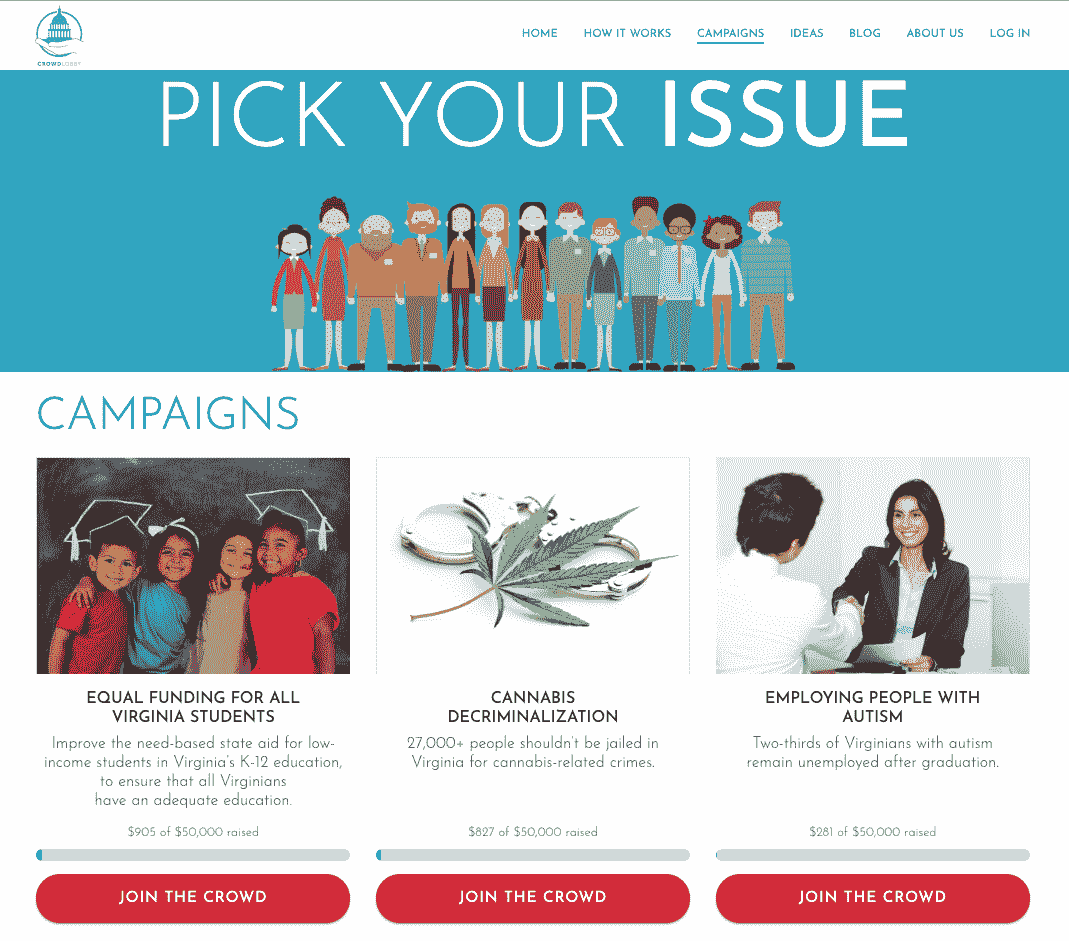 CROWDLOBBY
HOME HOW IT WORKS CAMPAIGNS IDEAS BLOG ABOUT US LOG IN
PICK YOUR ISSUE
CAMPAIGNS
EQUAL FUNDING FOR ALL
VIRGINIA STUDENTS
Improve the need-based state aid for low-
income students in Virginia's K-12 education,
to ensure that all Virginians
have an adequate education.
$905 of $50,000 raised
JOIN THE CROWD
CANNABIS
DECRIMINALIZATION
27,000+ people shouldn't be jailed in
Virginia for cannabis-related crimes.
$827 of $50,000 raised
JOIN THE CROWD
EMPLOYING PEOPLE WITH
AUTISM
Two-thirds of Virginians with autism
remain unemployed after graduation.
$281 of $50,000 raised
JOIN THE CROWD